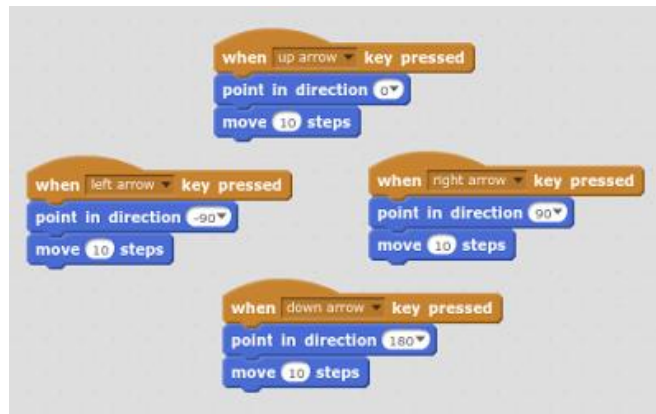 when up arrow key pressed
point in direction 0
move 10 steps
when left arrow key pressed
point in direction -90
move 10 steps
when right arrow key pressed
point in direction 90
move 10 steps
when down arrow key pressed
point in direction 180
move 10 steps